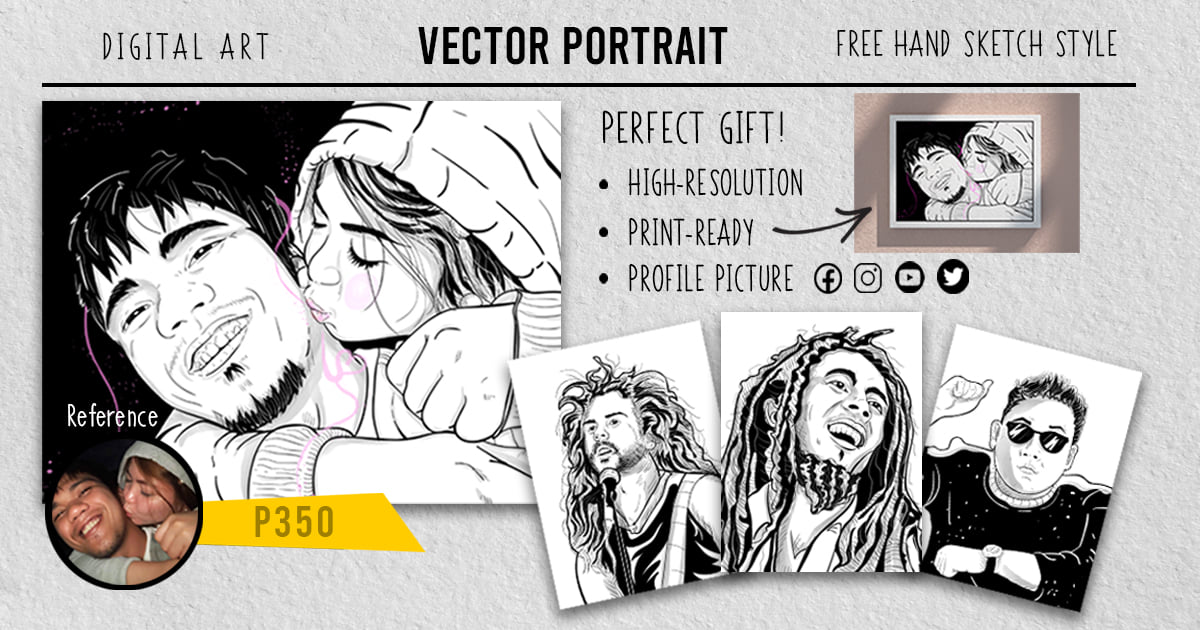 DIGITAL ART
VECTOR PORTRAIT
FREE HAND SKETCH STYLE
PERFECT GIFT!
• HIGH-RESOLUTION
• PRINT-READY
• PROFILE PICTURE
Reference
P350